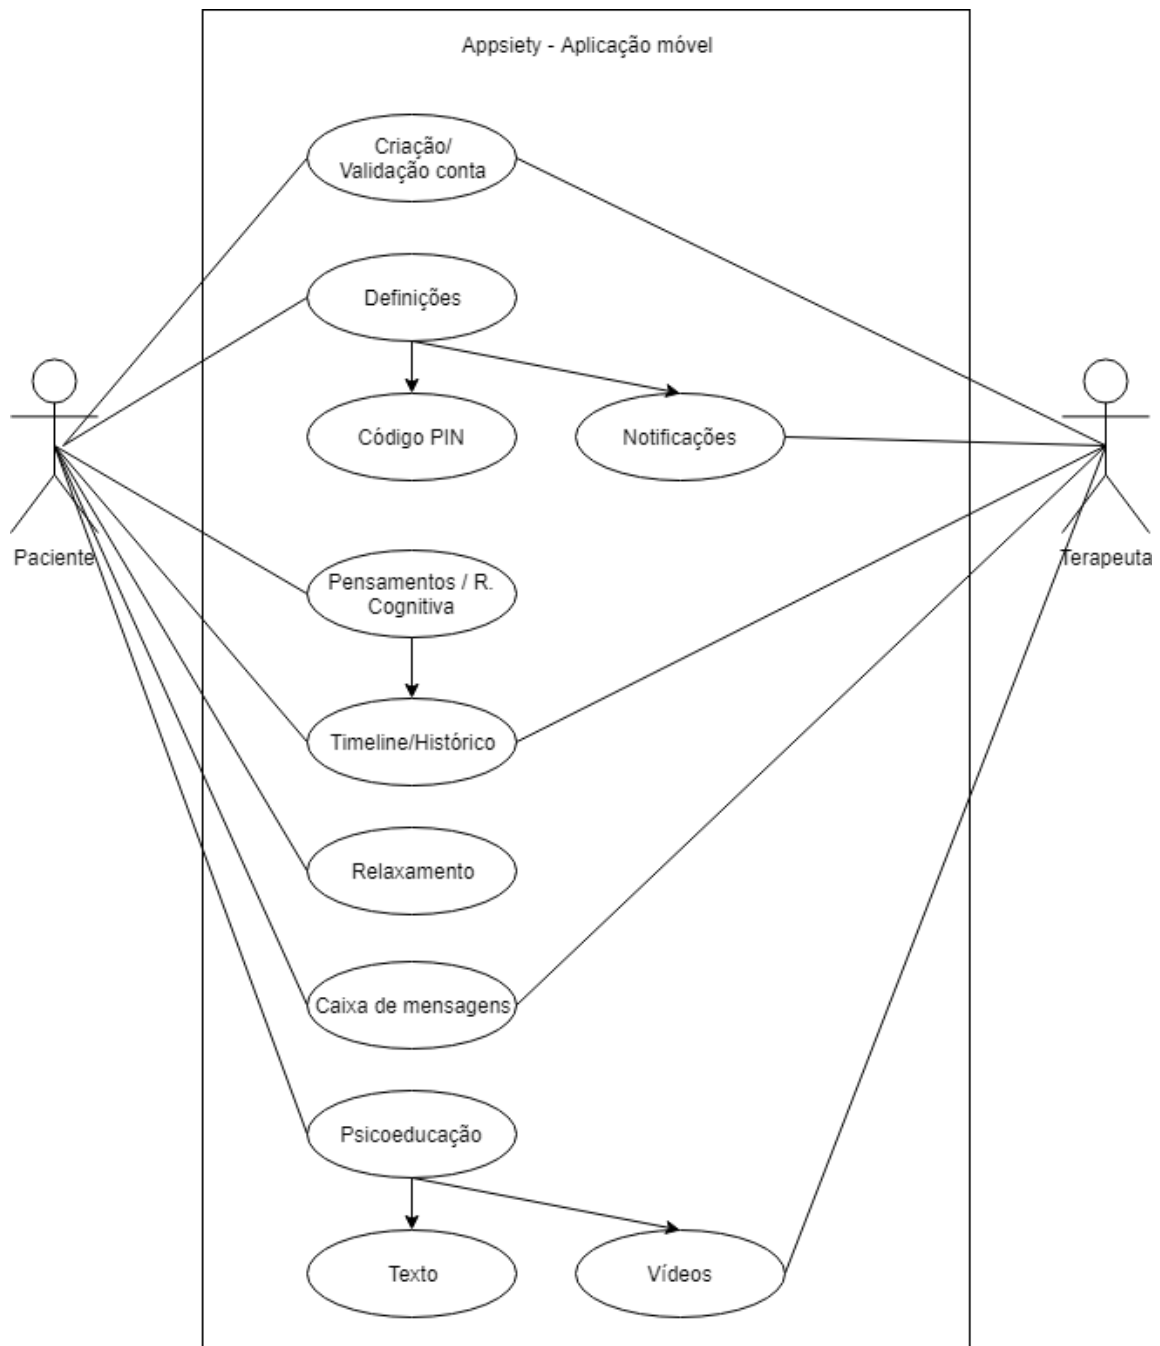 Appsiety - Aplicação móvel
Criação/
Validação conta
Definições
Código PIN
Notificações
Paciente
Terapeuta
Pensamentos / R.
Cognitiva
Timeline/Histórico
Relaxamento
Caixa de mensagens
Psicoeducação
Texto
Vídeos